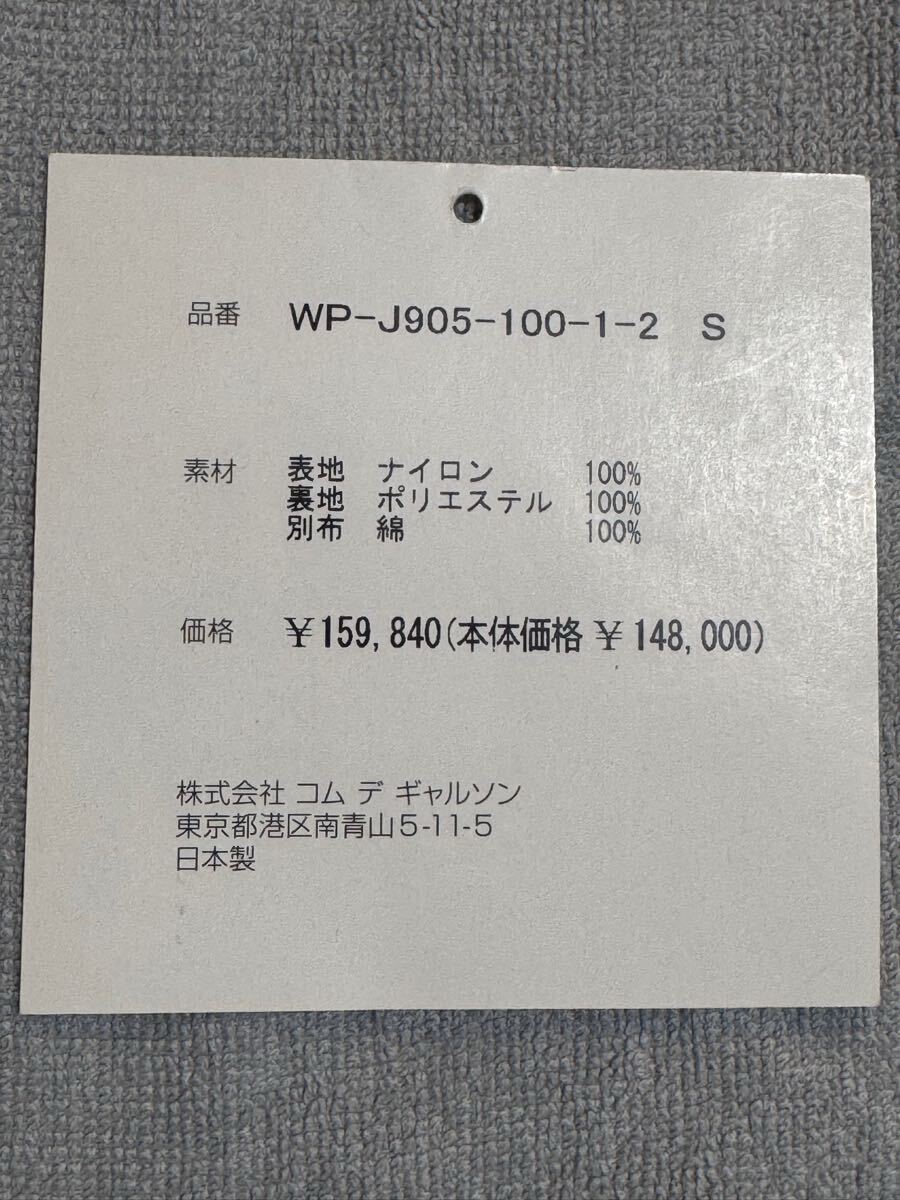 品番 WP-J905-100-1-2 S
素材 表地 ナイロン 100%
裏地 ポリエステル 100%
別布 綿 100%
価格 ¥159,840(本体価格 ¥148,000)
株式会社 コム デ ギャルソン
東京都港区南青山5-11-5
日本製